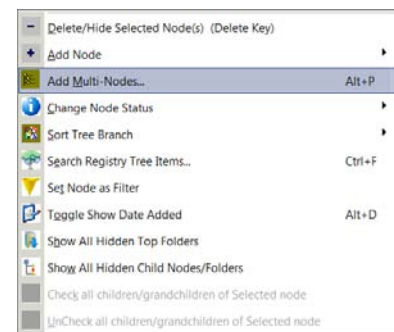 Delete/Hide Selected Node(s) (Delete Key)
Add Node
Add Multi-Nodes... Alt+P
Change Node Status
Sort Tree Branch
Search Registry Tree Items... Ctrl+F
Set Node as Filter
Toggle Show Date Added Alt+D
Show All Hidden Top Folders
Show All Hidden Child Nodes/Folders
Check all children/grandchildren of Selected node
UnCheck all children/grandchildren of Selected node